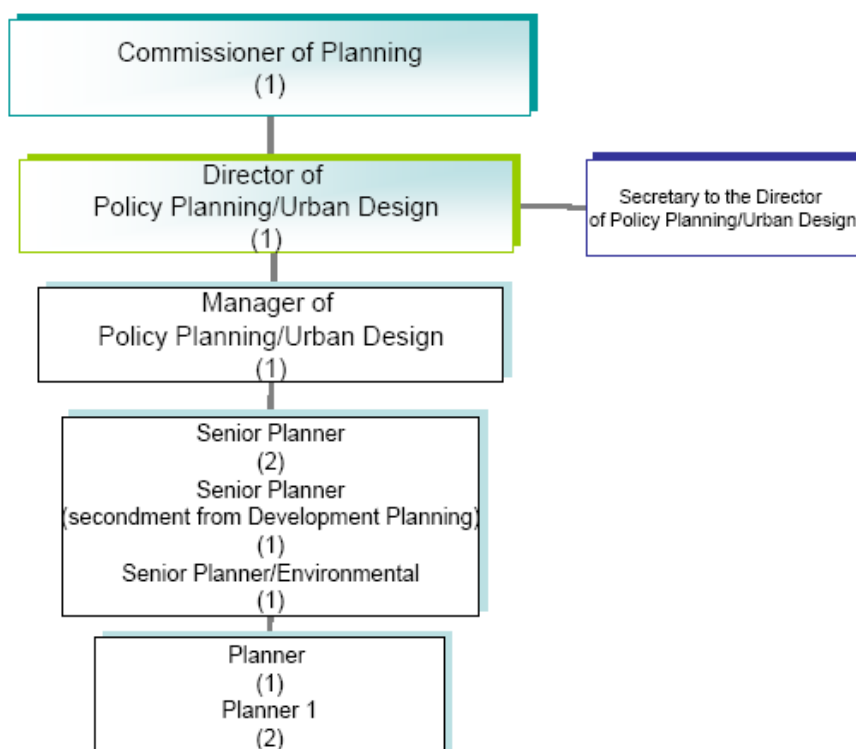 Commissioner of Planning
(1)
Director of
Policy Planning/Urban Design
(1)
Secretary to the Director
of Policy Planning/Urban Design
Manager of
Policy Planning/Urban Design
(1)
Senior Planner
(2)
Senior Planner
(secondment from Development Planning)
(1)
Senior Planner/Environmental
(1)
Planner
(1)
Planner 1
(2)